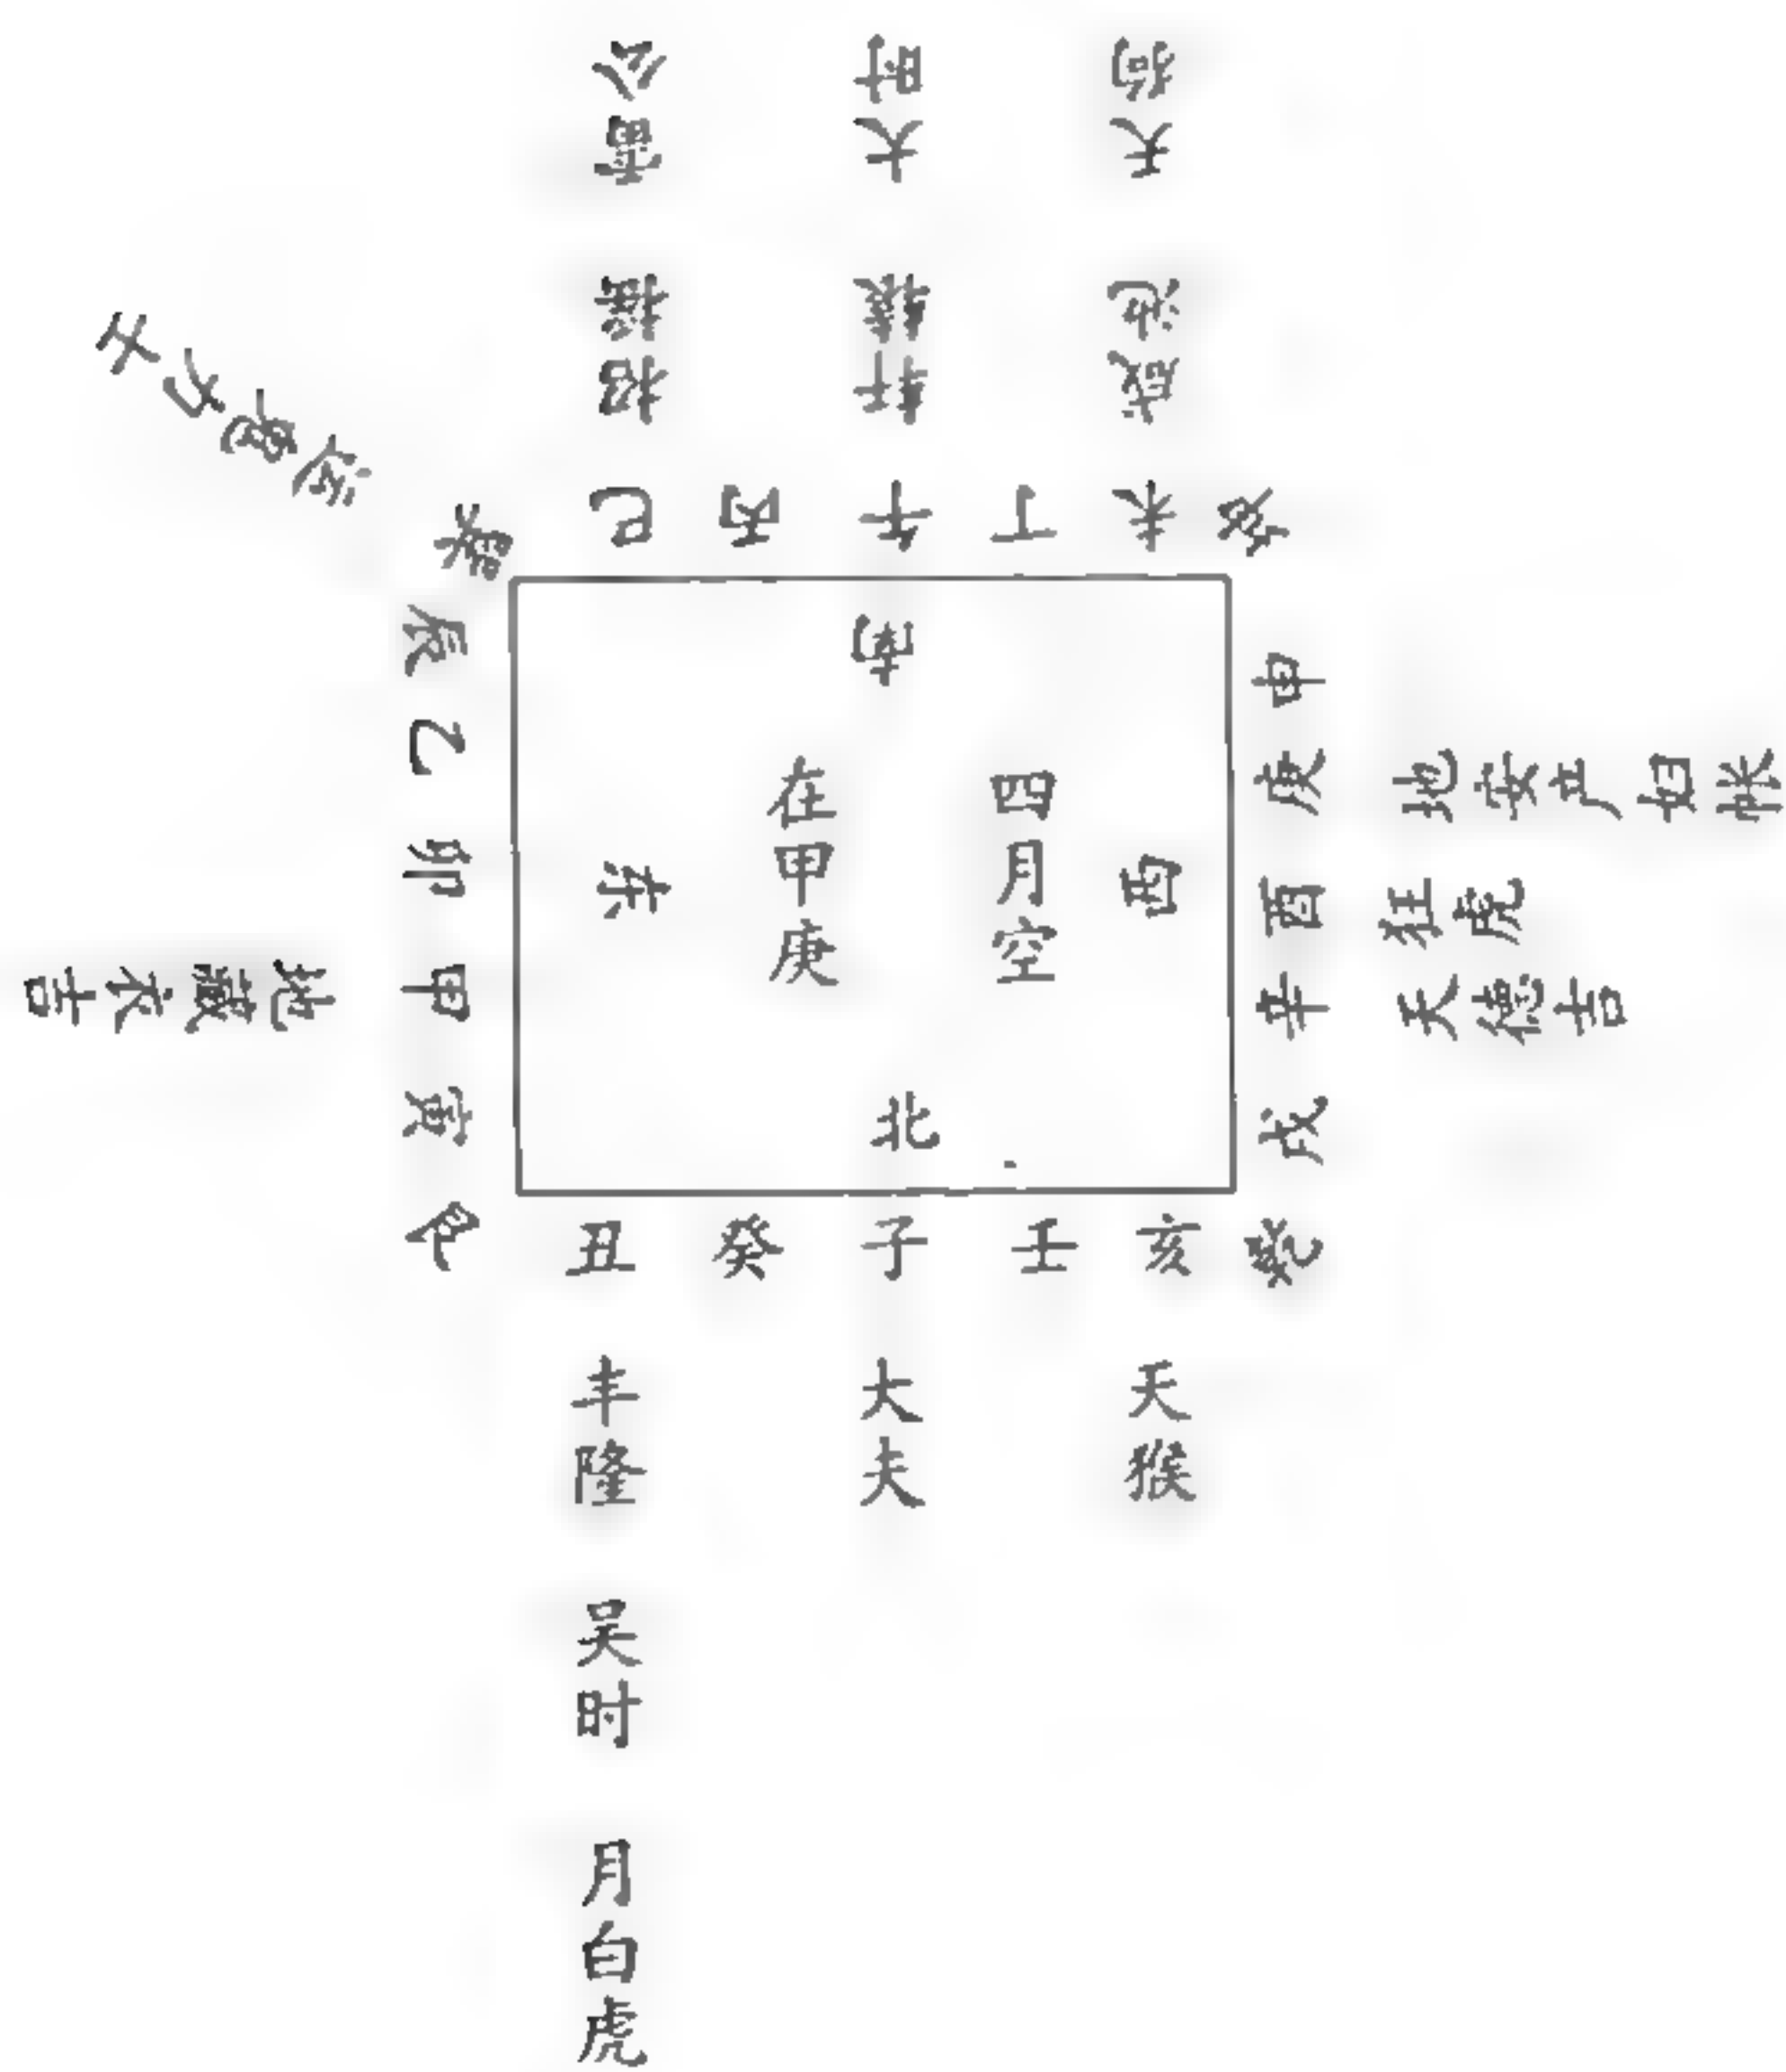 巽 运鬼力士
巳 招摇 雷公
丙
午 轩辕 大时
丁
未 咸池 天狗
坤
申
庚 地安产妇帐
酉 狂虎
辛 天德吉
戌
乾
亥 天猴
壬
子 大夫
癸
丑 丰隆 吴时 月白虎
艮
寅
甲 地藏衣吉
卯
乙
辰
南
西
北
东
四月空
在甲庚